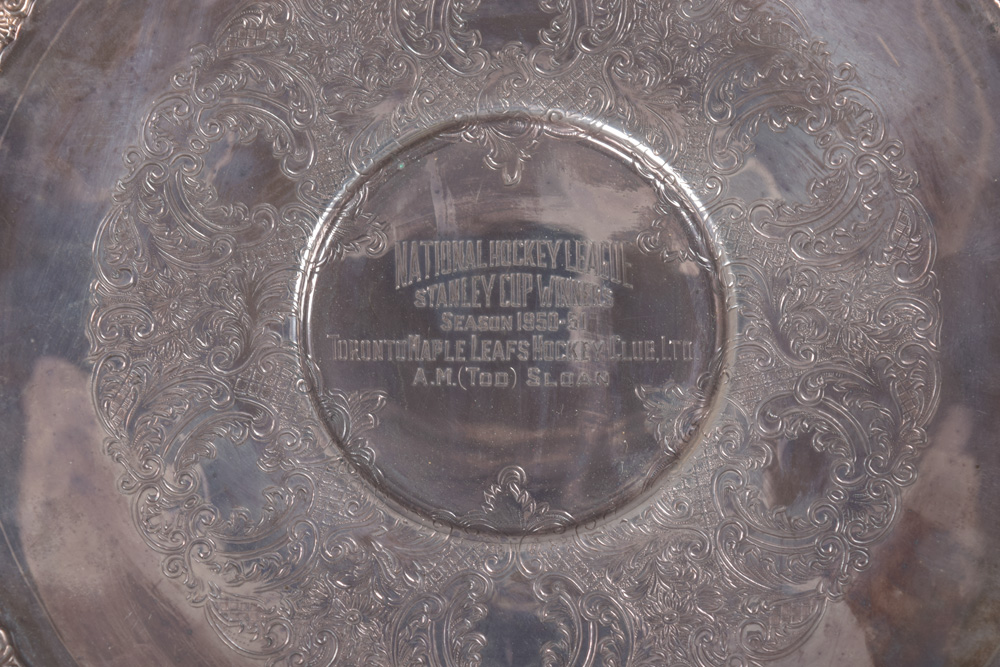 NATIONAL HOCKEY LEAGUE
STANLEY CUP WINNERS
SEASON 1950-51
TORONTO MAPLE LEAFS HOCKEY CLUB, LTD
A.M. (TOD) SLOAN